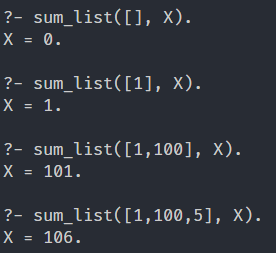 ?- sum_list([], X).
X = 0.
?- sum_list([1], X).
X = 1.
?- sum_list([1,100], X).
X = 101.
?- sum_list([1,100,5], X).
X = 106.